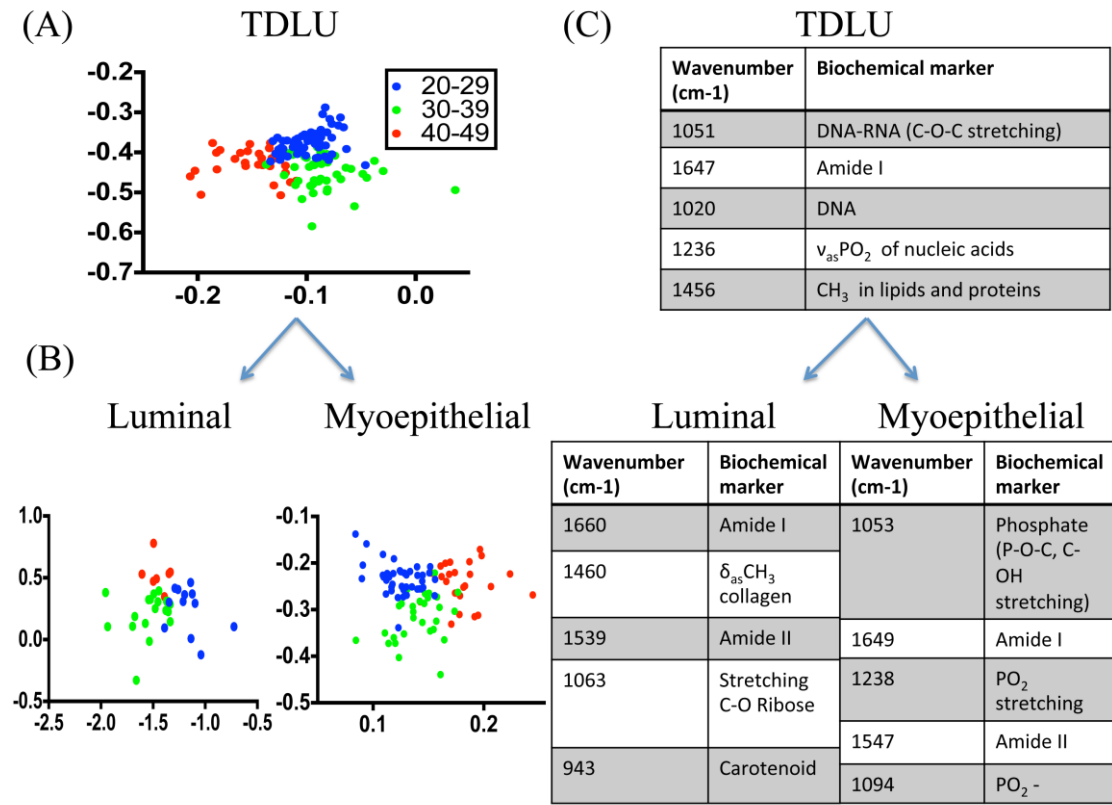 (A)
TDLU
-0.2
-0.3
-0.4
-0.5
-0.6
-0.7
-0.2 -0.1 0.0
20-29
30-39
40-49
(B)
Luminal Myoepithelial
1.0
0.5
0.0
-0.5
-2.0 -1.5 -1.0 -0.5
-0.1
-0.2
-0.3
-0.4
-0.5
0.1 0.2
(C)
TDLU
Wavenumber (cm-1) Biochemical marker
1051 DNA-RNA (C-O-C stretching)
1647 Amide I
1020 DNA
1236 νasPO2 of nucleic acids
1456 CH3 in lipids and proteins
Luminal Myoepithelial
Wavenumber (cm-1) Biochemical marker
1660 Amide I
1460 δasCH3 collagen
1539 Amide II
1063 Stretching C-O Ribose
943 Carotenoid
Wavenumber (cm-1) Biochemical marker
1053 Phosphate (P-O-C, C-OH stretching)
1649 Amide I
1238 PO2 stretching
1547 Amide II
1094 PO2 -